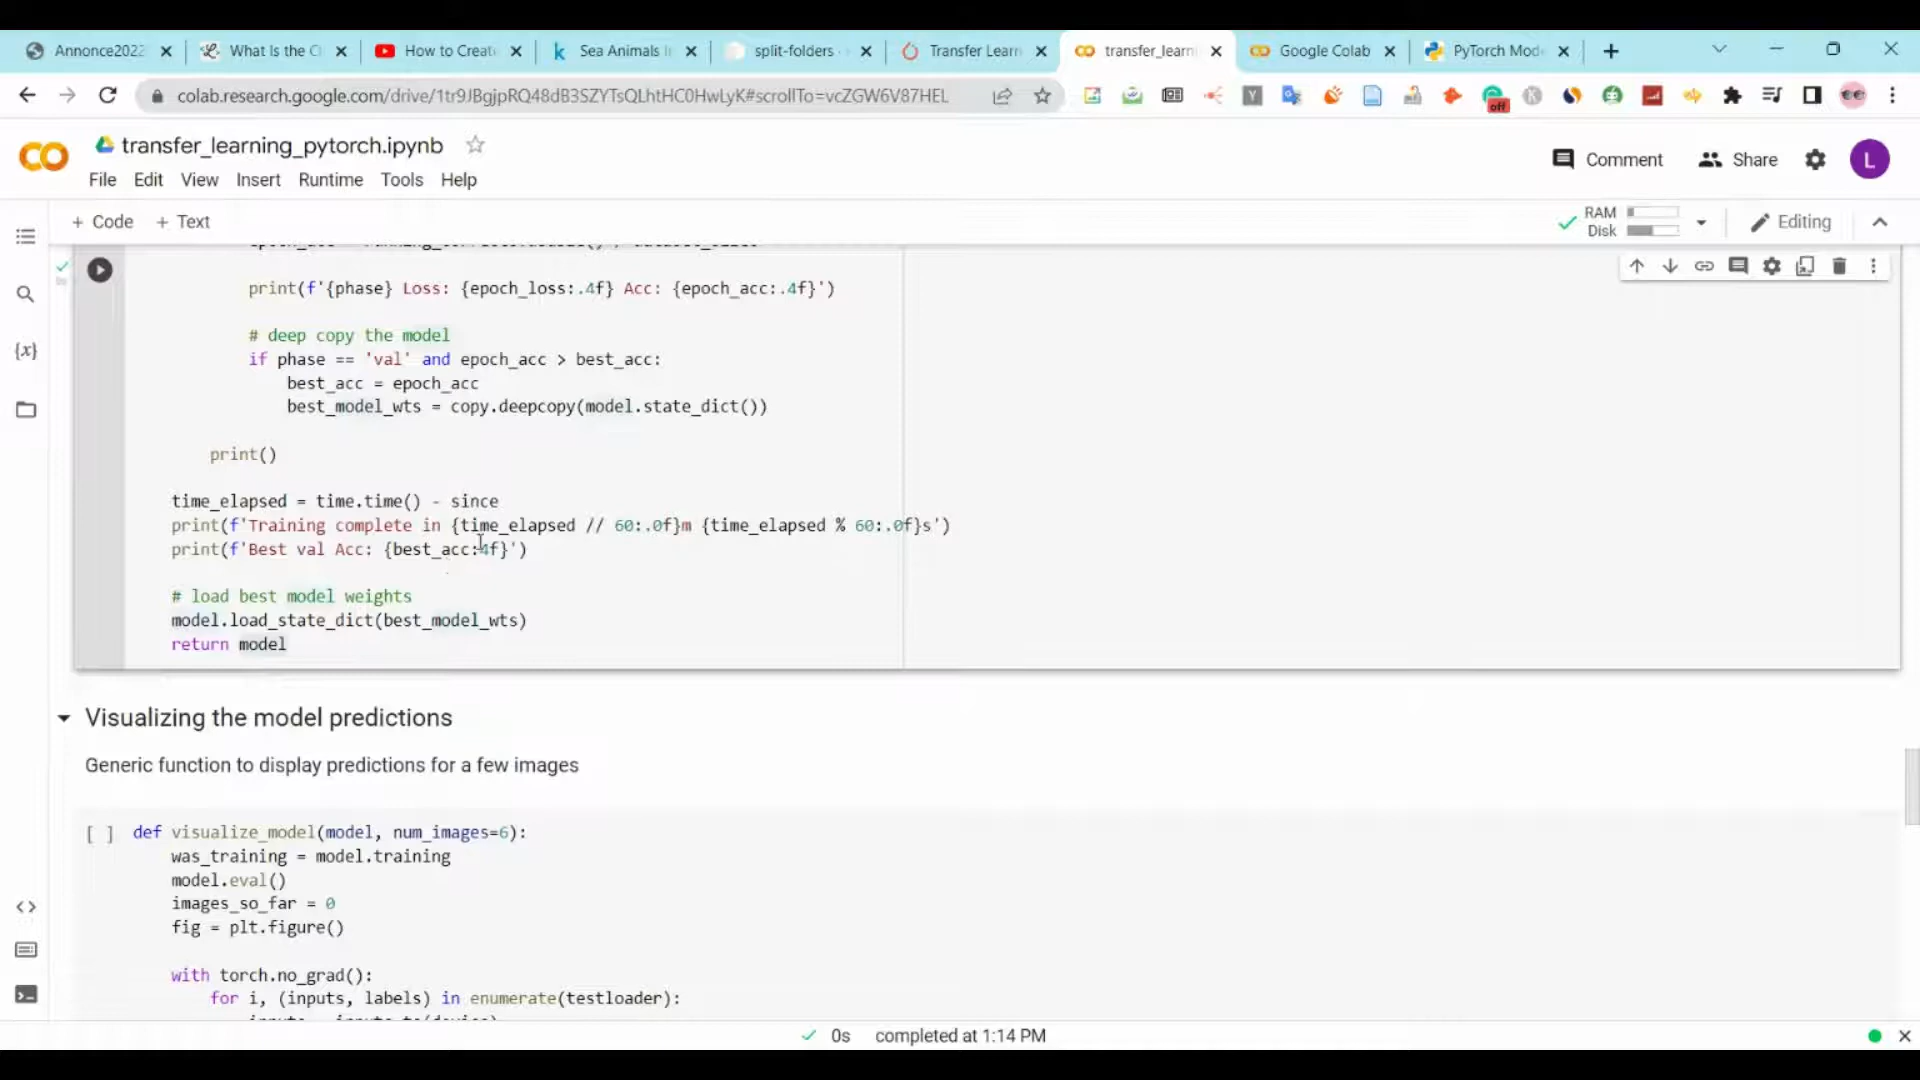 Annonce2022
What Is the C
How to Creat
Sea Animals I
split-folders ·
Transfer Learn
transfer_learn
Google Colab
PyTorch Mod
colab.research.google.com/drive/1tr9JBgjpRQ48dB3SZYTsQLhtHC0HwLyK#scrollTo=vcZGW6V87HEL
off
transfer_learning_pytorch.ipynb
Comment
Share
L
File Edit View Insert Runtime Tools Help
+ Code + Text
RAM
Disk
Editing
print(f'{phase} Loss: {epoch_loss:.4f} Acc: {epoch_acc:.4f}')
# deep copy the model
if phase == 'val' and epoch_acc > best_acc:
best_acc = epoch_acc
best_model_wts = copy.deepcopy(model.state_dict())
print()
time_elapsed = time.time() - since
print(f'Training complete in {time_elapsed // 60:.0f}m {time_elapsed % 60:.0f}s')
print(f'Best val Acc: {best_acc:4f}')
# load best model weights
model.load_state_dict(best_model_wts)
return model
Visualizing the model predictions
Generic function to display predictions for a few images
[ ] def visualize_model(model, num_images=6):
was_training = model.training
model.eval()
images_so_far = 0
fig = plt.figure()
with torch.no_grad():
for i, (inputs, labels) in enumerate(testloader):
0s completed at 1:14 PM